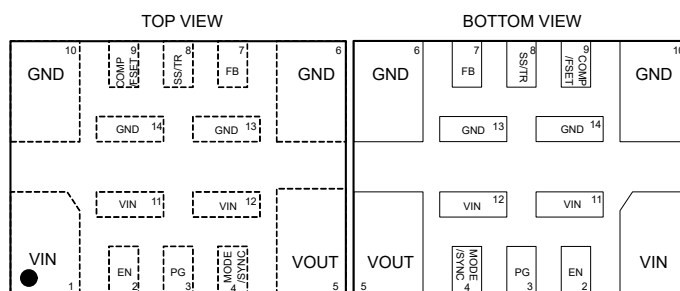 TOP VIEW
BOTTOM VIEW
10
GND
9
COMP
/FSET
8
SS/TR
7
FB
6
GND
GND 14
GND 13
VIN 11
VIN 12
VIN
1
EN
2
PG
3
MODE
/SYNC
4
VOUT
5
6
GND
7
FB
8
SS/TR
9
COMP
/FSET
10
GND
GND 13
GND 14
VIN 12
VIN 11
VOUT
5
MODE
/SYNC
4
PG
3
EN
2
VIN
1